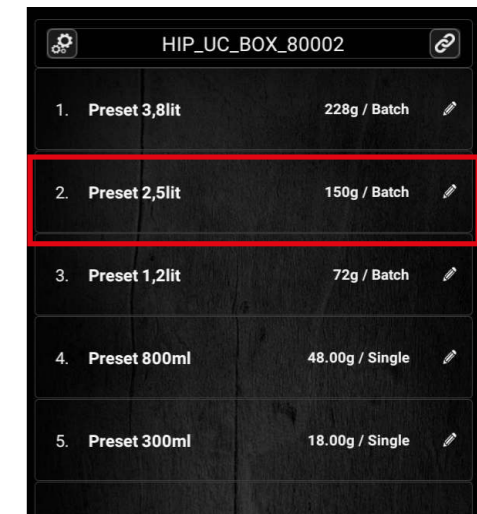 HIP_UC_BOX_80002
1. Preset 3,8lit 228g / Batch
2. Preset 2,5lit 150g / Batch
3. Preset 1,2lit 72g / Batch
4. Preset 800ml 48.00g / Single
5. Preset 300ml 18.00g / Single